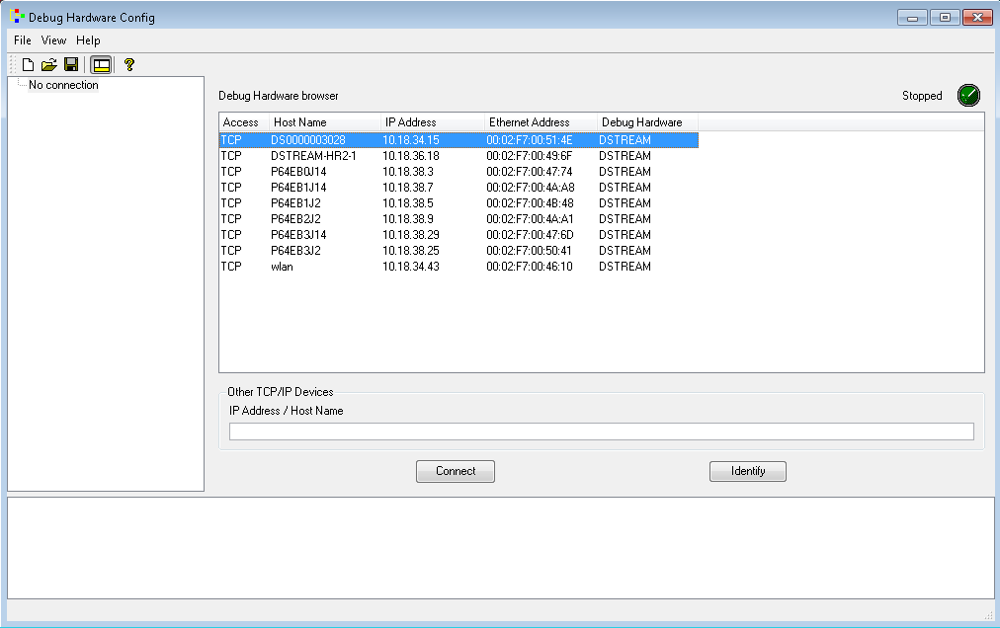 Debug Hardware Config
File View Help
No connection
Debug Hardware browser
Stopped
Access Host Name IP Address Ethernet Address Debug Hardware
TCP DS0000003028 10.18.34.15 00:02:F7:00:51:4E DSTREAM
TCP DSTREAM-HR2-1 10.18.36.18 00:02:F7:00:49:6F DSTREAM
TCP P64EB0J14 10.18.38.3 00:02:F7:00:47:74 DSTREAM
TCP P64EB1J14 10.18.38.7 00:02:F7:00:4A:A8 DSTREAM
TCP P64EB1J2 10.18.38.5 00:02:F7:00:4B:48 DSTREAM
TCP P64EB2J2 10.18.38.9 00:02:F7:00:4A:A1 DSTREAM
TCP P64EB3J14 10.18.38.29 00:02:F7:00:47:6D DSTREAM
TCP P64EB3J2 10.18.38.25 00:02:F7:00:50:41 DSTREAM
TCP wlan 10.18.34.43 00:02:F7:00:46:10 DSTREAM
Other TCP/IP Devices
IP Address / Host Name
Connect
Identify